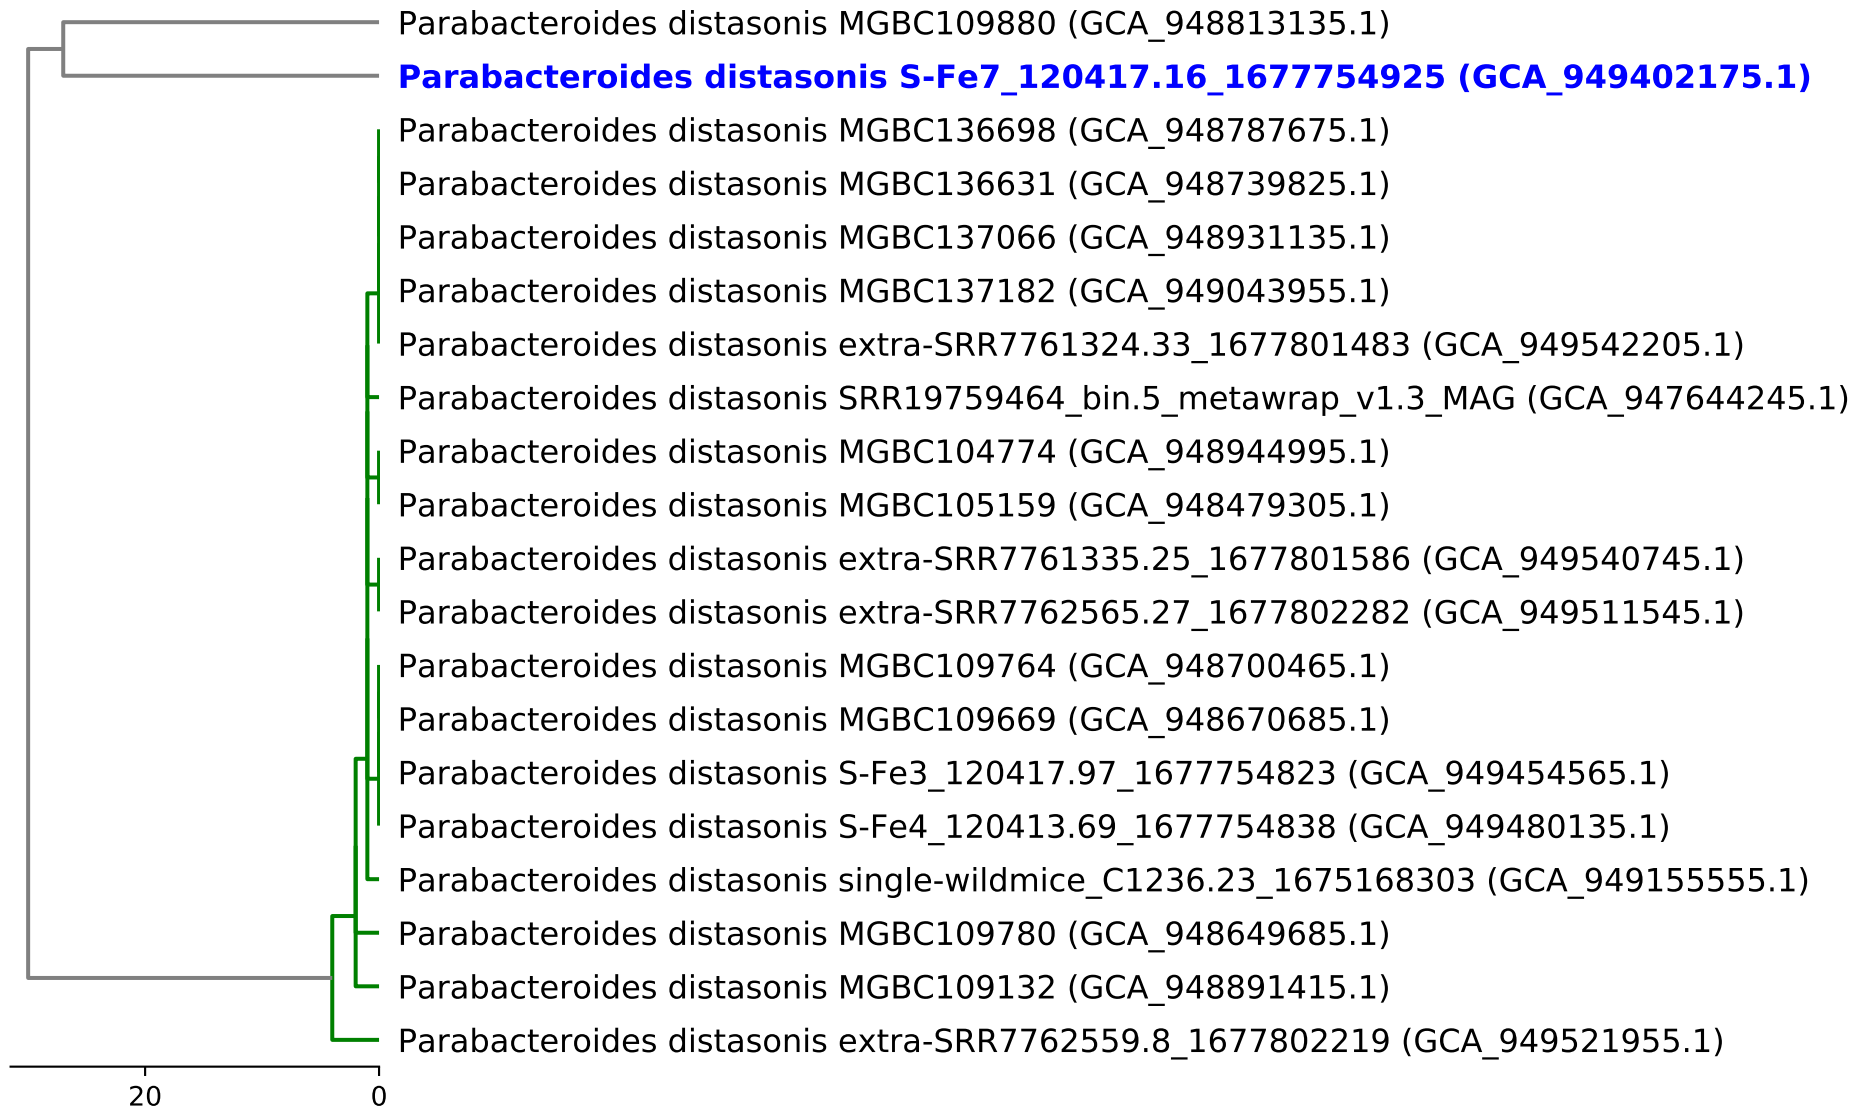 Parabacteroides distasonis MGBC109880 (GCA_948813135.1)
Parabacteroides distasonis S-Fe7_120417.16_1677754925 (GCA_949402175.1)
Parabacteroides distasonis MGBC136698 (GCA_948787675.1)
Parabacteroides distasonis MGBC136631 (GCA_948739825.1)
Parabacteroides distasonis MGBC137066 (GCA_948931135.1)
Parabacteroides distasonis MGBC137182 (GCA_949043955.1)
Parabacteroides distasonis extra-SRR7761324.33_1677801483 (GCA_949542205.1)
Parabacteroides distasonis SRR19759464_bin.5_metawrap_v1.3_MAG (GCA_947644245.1)
Parabacteroides distasonis MGBC104774 (GCA_948944995.1)
Parabacteroides distasonis MGBC105159 (GCA_948479305.1)
Parabacteroides distasonis extra-SRR7761335.25_1677801586 (GCA_949540745.1)
Parabacteroides distasonis extra-SRR7762565.27_1677802282 (GCA_949511545.1)
Parabacteroides distasonis MGBC109764 (GCA_948700465.1)
Parabacteroides distasonis MGBC109669 (GCA_948670685.1)
Parabacteroides distasonis S-Fe3_120417.97_1677754823 (GCA_949454565.1)
Parabacteroides distasonis S-Fe4_120413.69_1677754838 (GCA_949480135.1)
Parabacteroides distasonis single-wildmice_C1236.23_1675168303 (GCA_949155555.1)
Parabacteroides distasonis MGBC109780 (GCA_948649685.1)
Parabacteroides distasonis MGBC109132 (GCA_948891415.1)
Parabacteroides distasonis extra-SRR7762559.8_1677802219 (GCA_949521955.1)
20 0